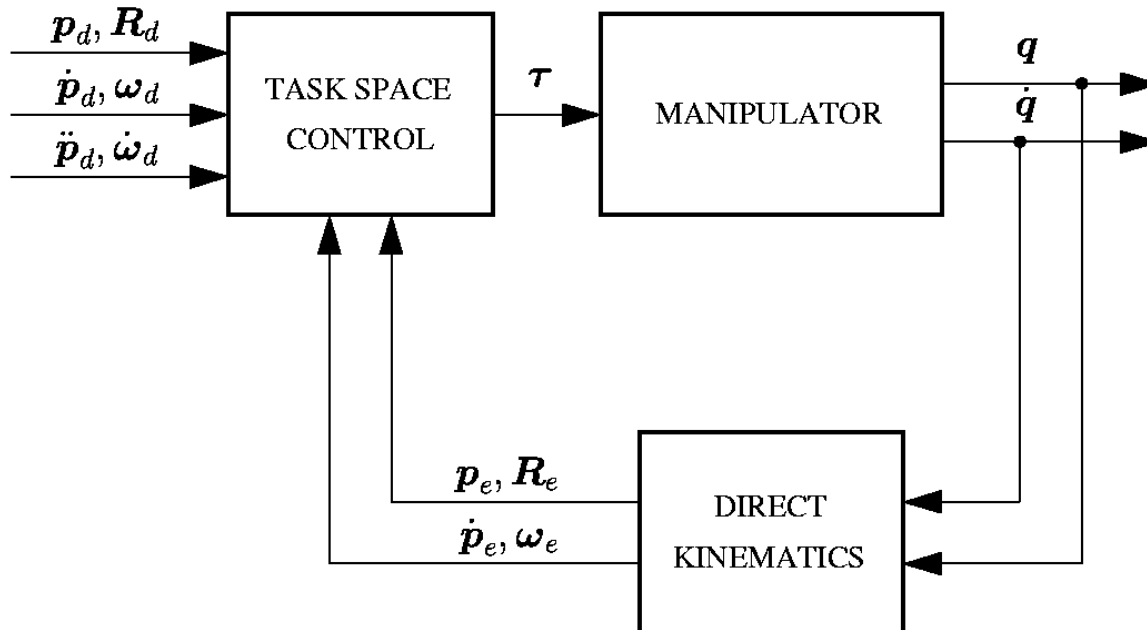 𝒑_d, 𝑹_d
𝒑̇_d, 𝝎_d
𝒑̈_d, 𝝎̇_d
TASK SPACE
CONTROL
𝝉
MANIPULATOR
𝒒
𝒒̇
𝒑_e, 𝑹_e
𝒑̇_e, 𝝎_e
DIRECT
KINEMATICS